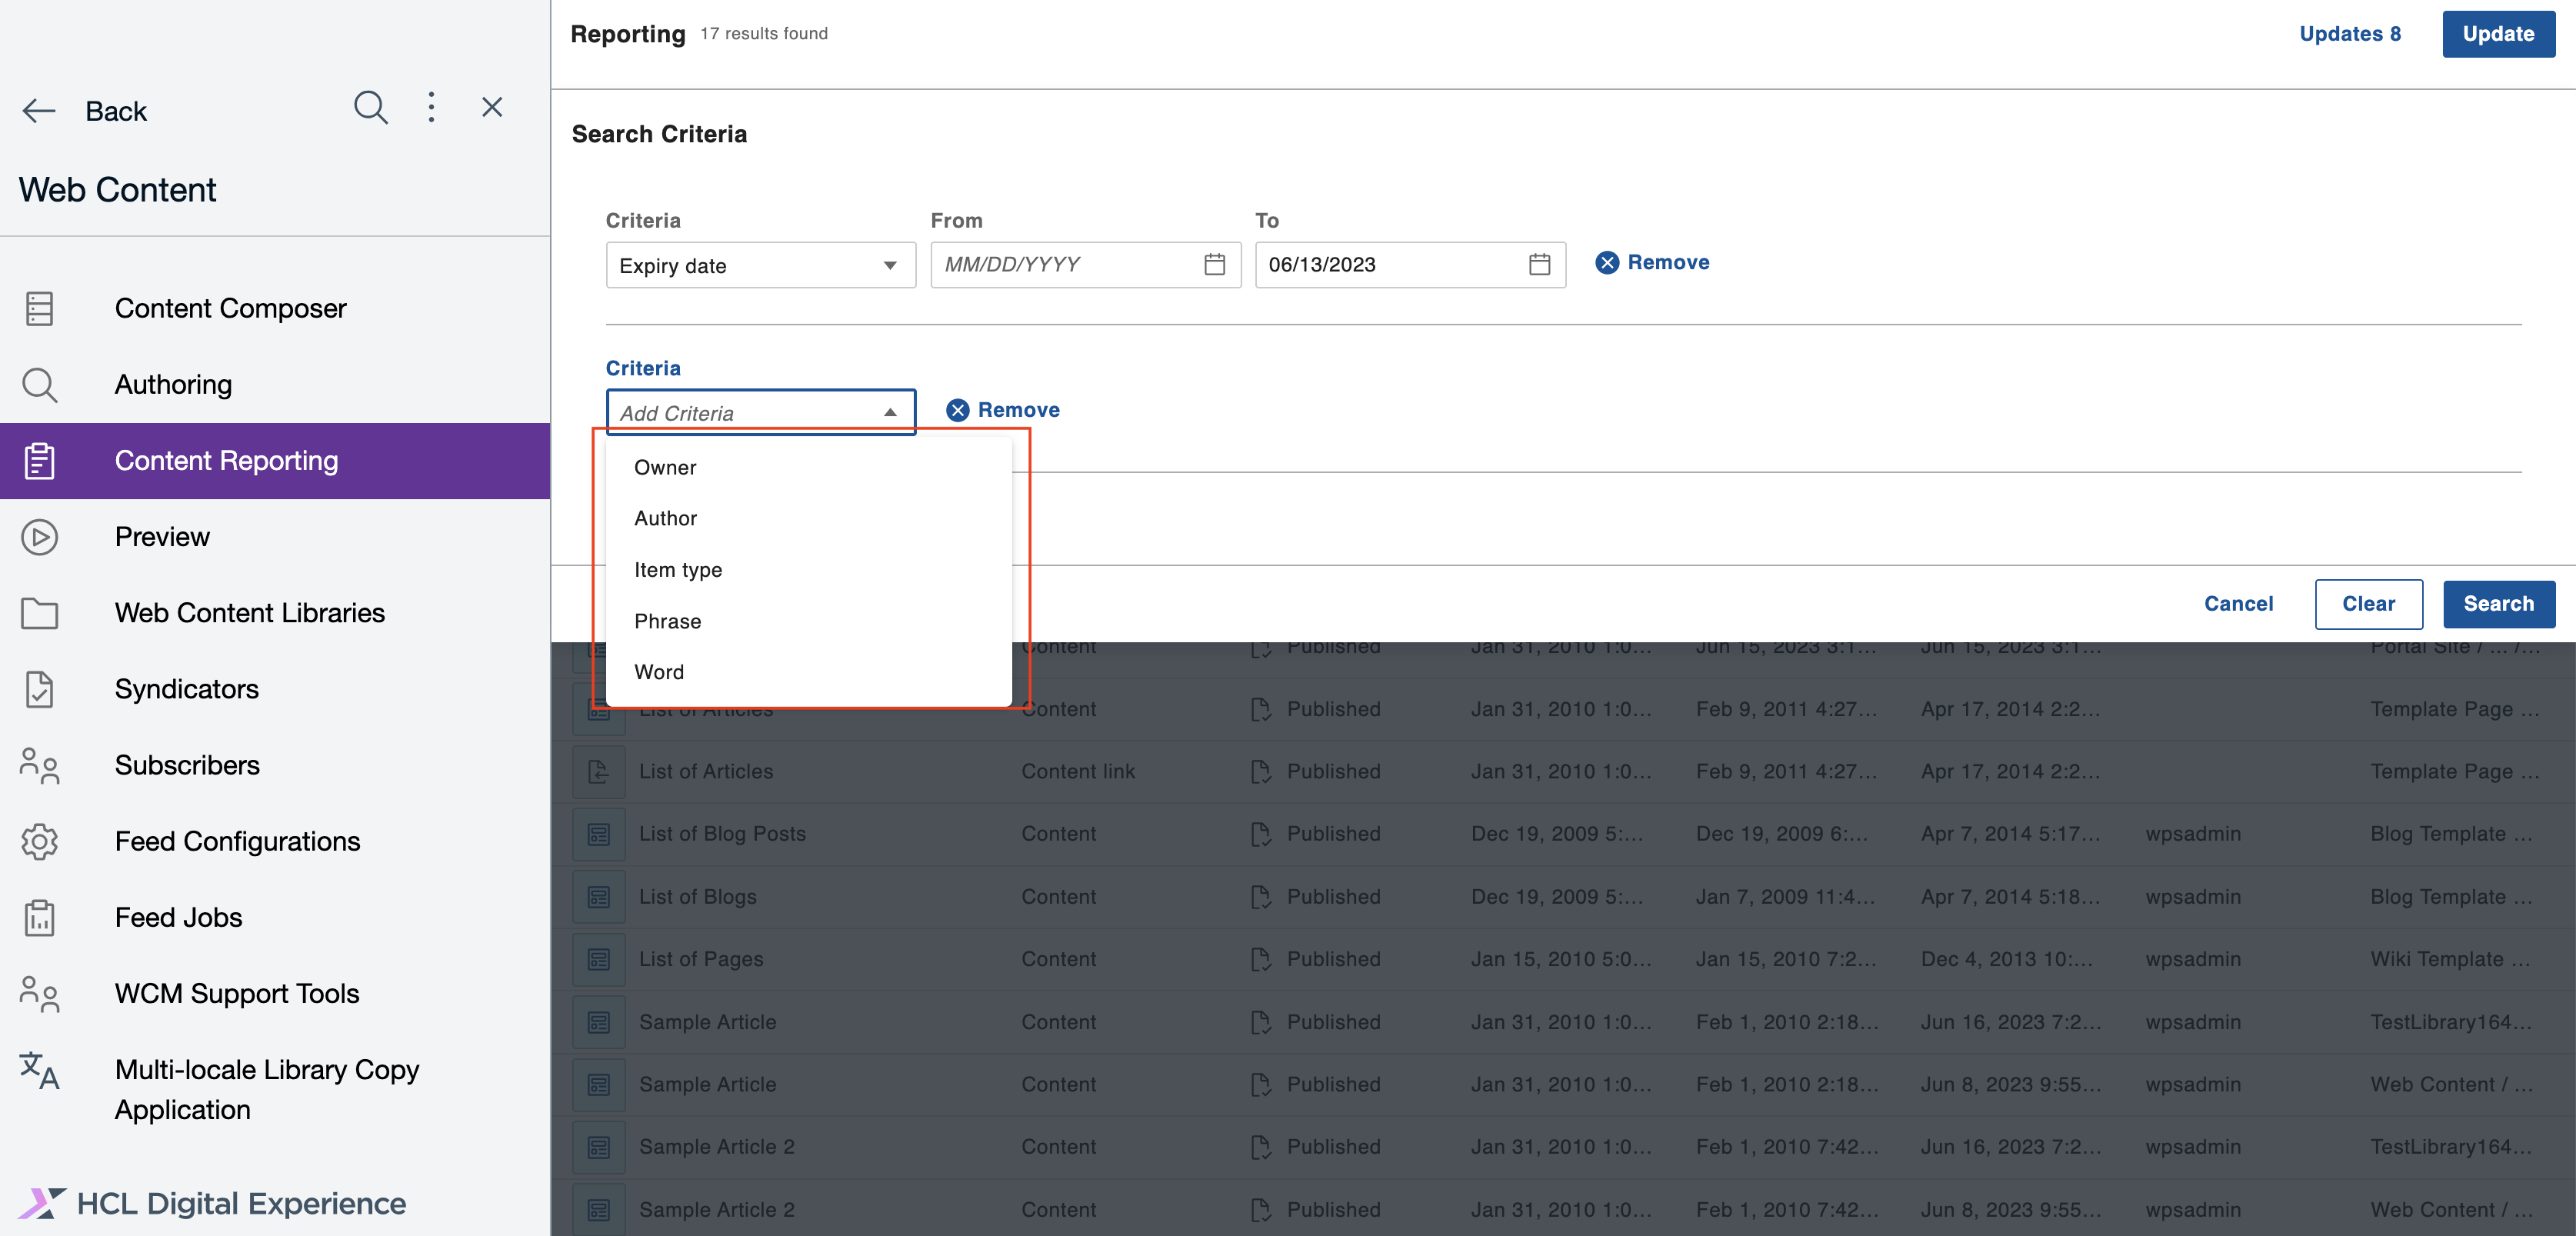 Reporting 17 results found Updates 8 Update
Back
Web Content
Content Composer
Authoring
Content Reporting
Preview
Web Content Libraries
Syndicators
Subscribers
Feed Configurations
Feed Jobs
WCM Support Tools
Multi-locale Library Copy
Application
HCL Digital Experience
Search Criteria
Criteria From To
Expiry date MM/DD/YYYY 06/13/2023 Remove
Criteria
Add Criteria Remove
Owner
Author
Item type
Phrase
Word
Cancel Clear Search
Content Published Jan 31, 2010 1:0... Jun 15, 2023 3:1... Jun 15, 2023 3:1... Portal Site / ... /...
List of Articles Content Published Jan 31, 2010 1:0... Feb 9, 2011 4:27... Apr 17, 2014 2:2... Template Page ...
List of Articles Content link Published Jan 31, 2010 1:0... Feb 9, 2011 4:27... Apr 17, 2014 2:2... Template Page ...
List of Blog Posts Content Published Dec 19, 2009 5:... Dec 19, 2009 6:... Apr 7, 2014 5:17... wpsadmin Blog Template ...
List of Blogs Content Published Dec 19, 2009 5:... Jan 7, 2009 11:4... Apr 7, 2014 5:18... wpsadmin Blog Template ...
List of Pages Content Published Jan 15, 2010 5:0... Jan 15, 2010 7:2... Dec 4, 2013 10:... wpsadmin Wiki Template ...
Sample Article Content Published Jan 31, 2010 1:0... Feb 1, 2010 2:18... Jun 16, 2023 7:2... wpsadmin TestLibrary164...
Sample Article Content Published Jan 31, 2010 1:0... Feb 1, 2010 2:18... Jun 8, 2023 9:55... wpsadmin Web Content / ...
Sample Article 2 Content Published Jan 31, 2010 1:0... Feb 1, 2010 7:42... Jun 16, 2023 7:2... wpsadmin TestLibrary164...
Sample Article 2 Content Published Jan 31, 2010 1:0... Feb 1, 2010 7:42... Jun 8, 2023 9:55... wpsadmin Web Content / ...